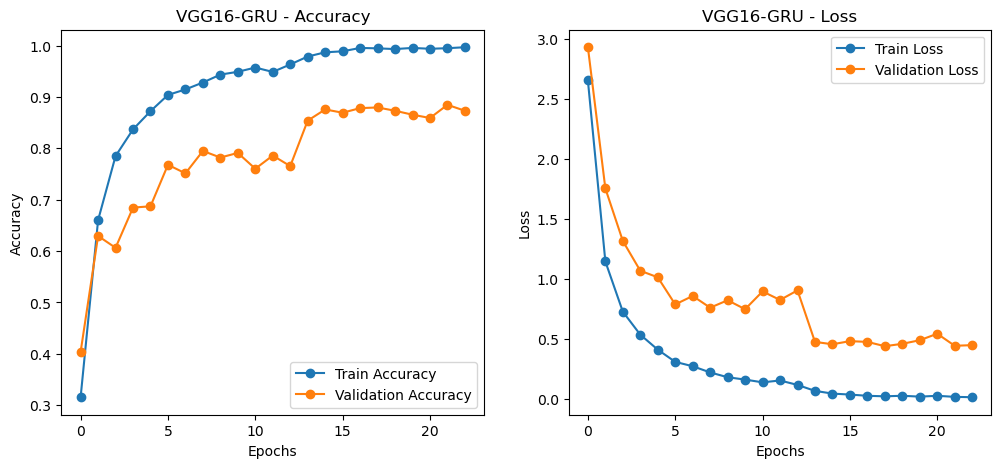 VGG16-GRU - Accuracy
1.0
0.9
0.8
0.7
0.6
0.5
0.4
0.3
Accuracy
Train Accuracy
Validation Accuracy
0 5 10 15 20
Epochs
VGG16-GRU - Loss
3.0
2.5
2.0
1.5
1.0
0.5
0.0
Loss
Train Loss
Validation Loss
0 5 10 15 20
Epochs